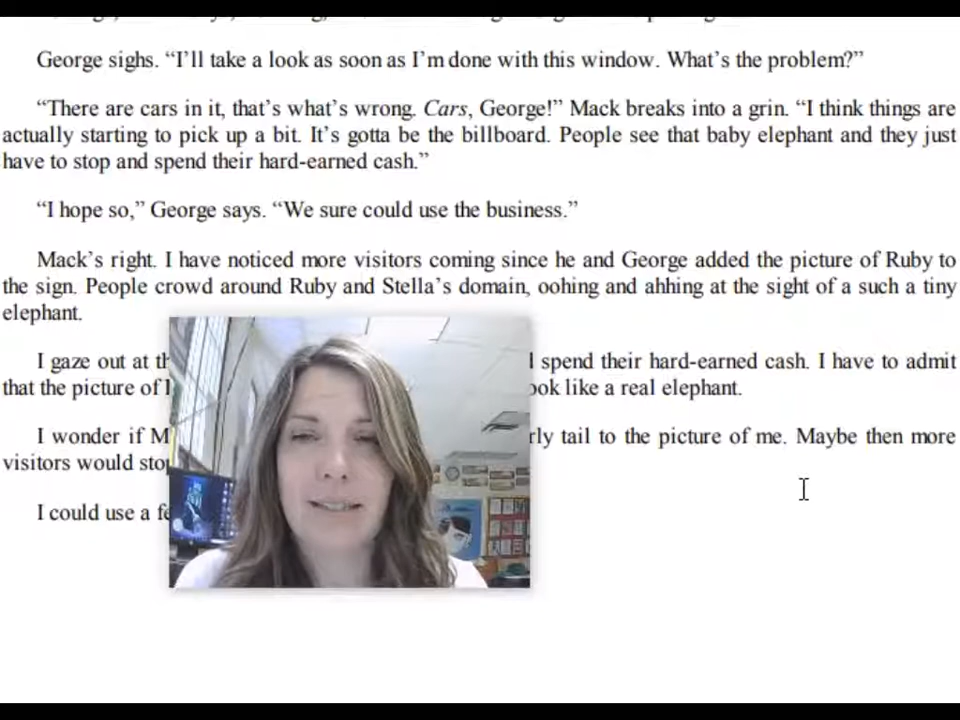 George sighs. “I’ll take a look as soon as I’m done with this window. What’s the problem?”
“There are cars in it, that’s what’s wrong. Cars, George!” Mack breaks into a grin. “I think things are
actually starting to pick up a bit. It’s gotta be the billboard. People see that baby elephant and they just
have to stop and spend their hard-earned cash.”
“I hope so,” George says. “We sure could use the business.”
Mack’s right. I have noticed more visitors coming since he and George added the picture of Ruby to
the sign. People crowd around Ruby and Stella’s domain, oohing and ahhing at the sight of a such a tiny
elephant.
I gaze out at spend their hard-earned cash. I have to admit
that the picture of like a real elephant.
I wonder if tail to the picture of me. Maybe then more
visitors would
I could use a